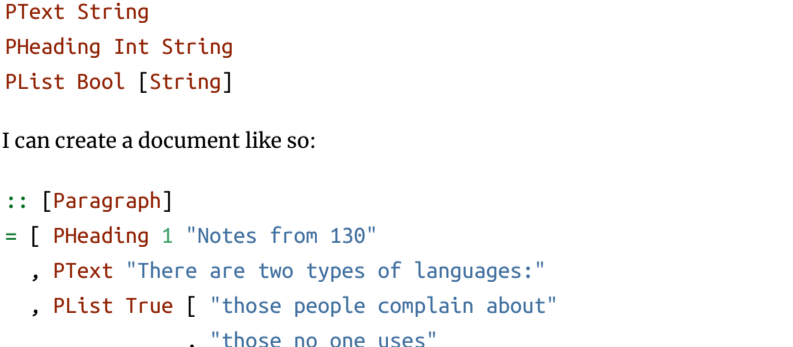 PText String
PHeading Int String
PList Bool [String]
I can create a document like so:
:: [Paragraph]
= [ PHeading 1 "Notes from 130"
, PText "There are two types of languages:"
, PList True [ "those people complain about"
, "those no one uses"